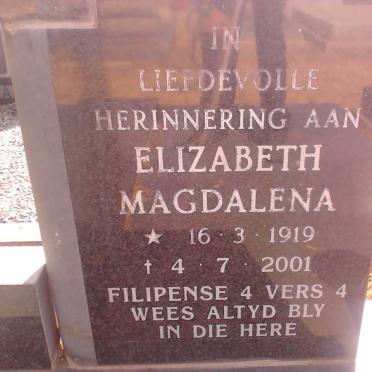 IN
LIEFDEVOLLE
HERINNERING AAN
ELIZABETH
MAGDALENA
★ 16·3·1919
† 4·7·2001
FILIPENSE 4 VERS 4
WEES ALTYD BLY
IN DIE HERE